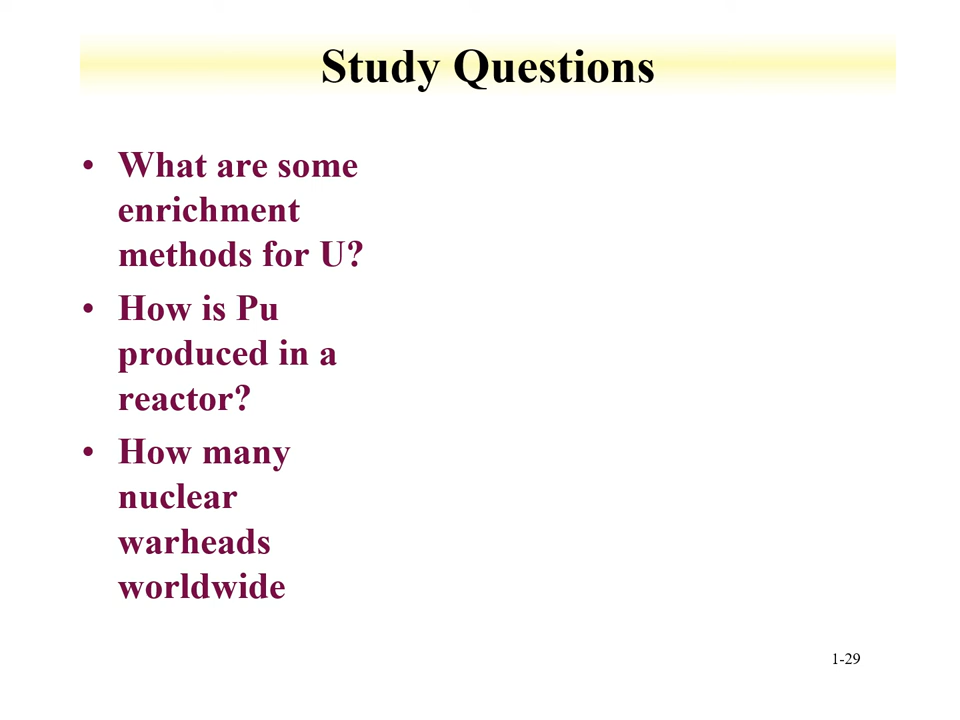 Study Questions
• What are some
enrichment
methods for U?
• How is Pu
produced in a
reactor?
• How many
nuclear
warheads
worldwide
1-29